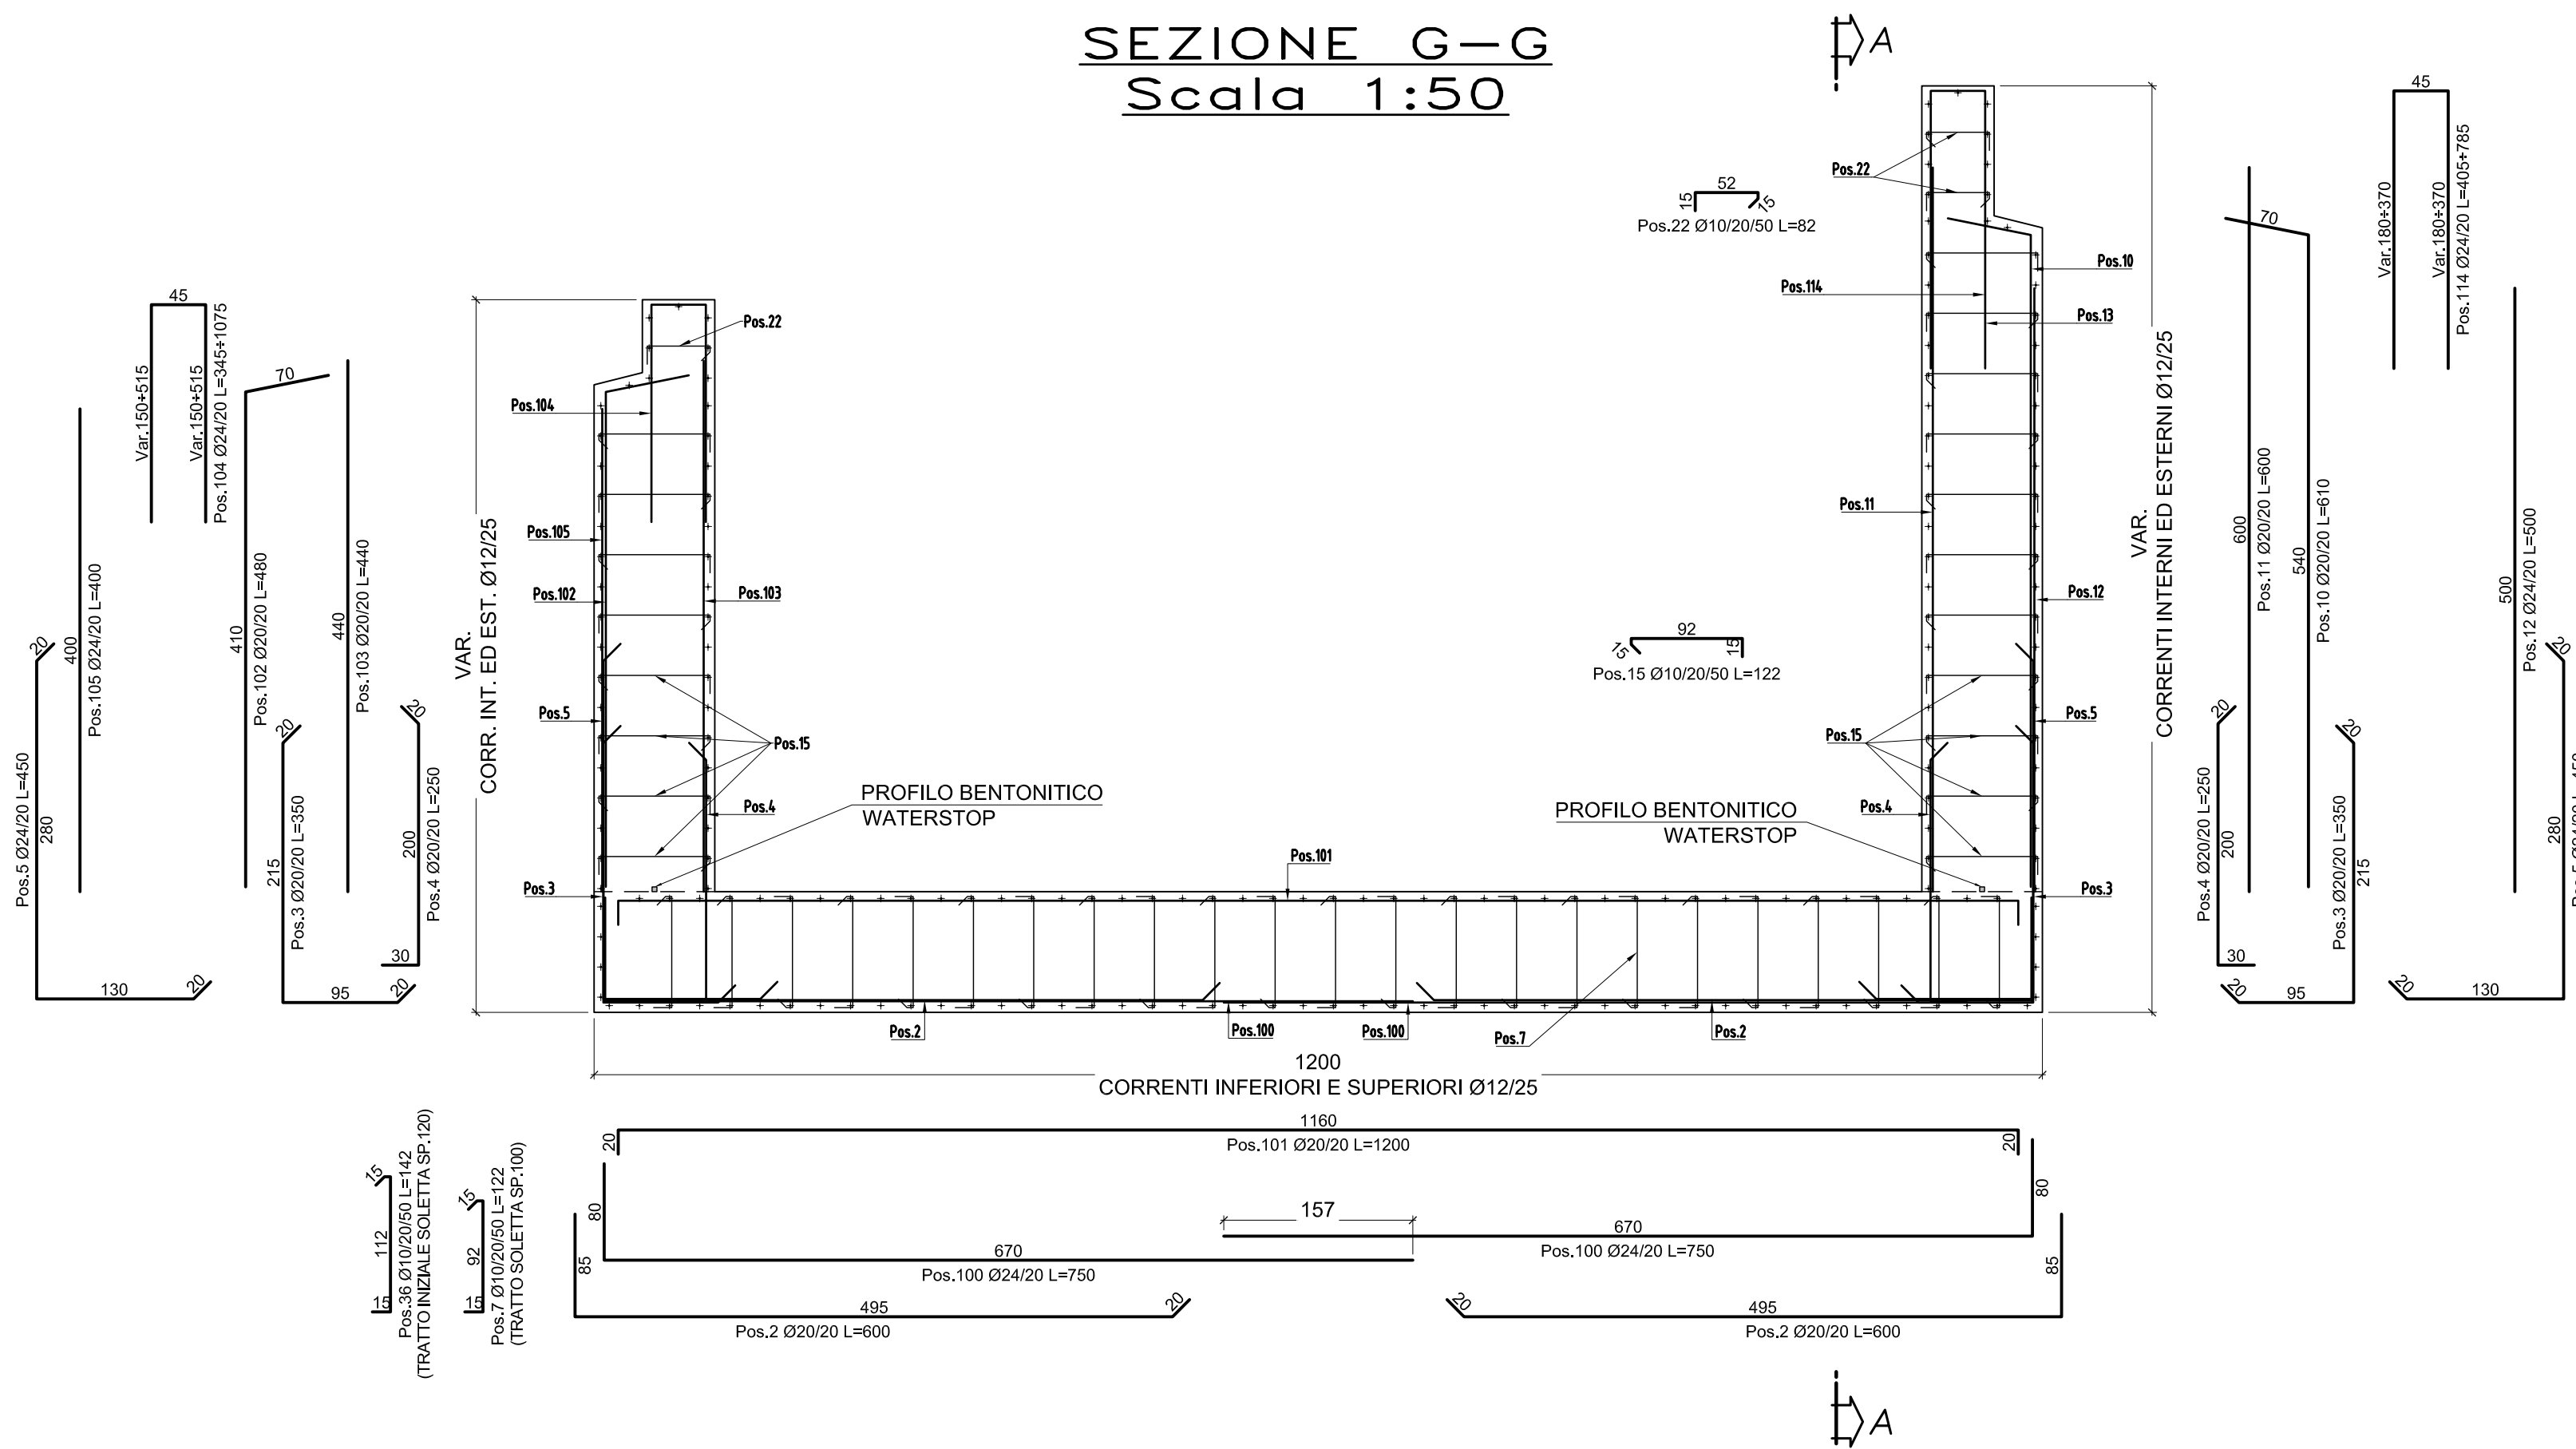 SEZIONE G-G
Scala 1:50
A
45
Var.150÷515
Var.150÷515
Pos.104 Ø24/20 L=345÷1075
70
410
Pos.102 Ø20/20 L=480
440
Pos.103 Ø20/20 L=440
400
Pos.105 Ø24/20 L=400
20
280
Pos.5 Ø24/20 L=450
130
20
20
215
Pos.3 Ø20/20 L=350
95
20
20
200
Pos.4 Ø20/20 L=250
30
VAR.
CORR. INT. ED EST. Ø12/25
Pos.22
Pos.104
Pos.105
Pos.102
Pos.103
Pos.5
Pos.15
Pos.4
Pos.3
PROFILO BENTONITICO
WATERSTOP
52
15
15
Pos.22 Ø10/20/50 L=82
92
15
15
Pos.15 Ø10/20/50 L=122
PROFILO BENTONITICO
WATERSTOP
Pos.101
Pos.22
Pos.114
Pos.10
Pos.13
Pos.11
Pos.12
Pos.5
Pos.15
Pos.4
Pos.3
VAR.
CORRENTI INTERNI ED ESTERNI Ø12/25
70
600
Pos.11 Ø20/20 L=600
540
Pos.10 Ø20/20 L=610
45
Var.180÷370
Var.180÷370
Pos.114 Ø24/20 L=405÷785
500
Pos.12 Ø24/20 L=500
20
200
Pos.4 Ø20/20 L=250
30
20
215
Pos.3 Ø20/20 L=350
95
20
20
280
130
20
Pos.2
Pos.100
Pos.100
Pos.7
Pos.2
1200
CORRENTI INFERIORI E SUPERIORI Ø12/25
1160
20
20
Pos.101 Ø20/20 L=1200
80
670
Pos.100 Ø24/20 L=750
157
670
80
Pos.100 Ø24/20 L=750
85
495
20
Pos.2 Ø20/20 L=600
20
495
85
Pos.2 Ø20/20 L=600
15
112
15
Pos.36 Ø10/20/50 L=142
(TRATTO INIZIALE SOLETTA SP.120)
15
92
15
Pos.7 Ø10/20/50 L=122
(TRATTO SOLETTA SP.100)
A